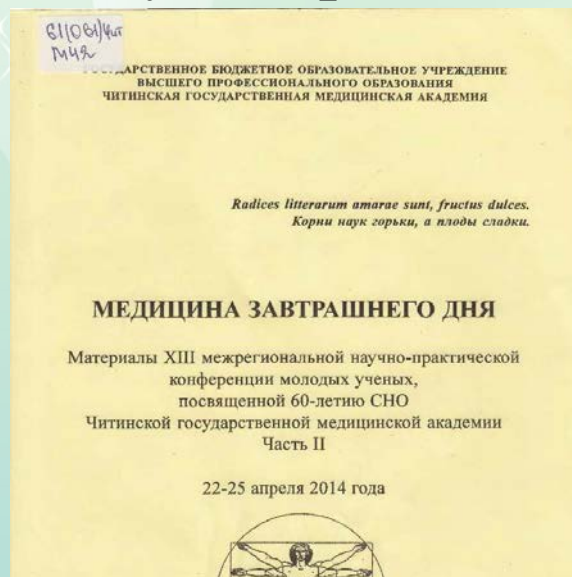 61(061)Чит
М42
ГОСУДАРСТВЕННОЕ БЮДЖЕТНОЕ ОБРАЗОВАТЕЛЬНОЕ УЧРЕЖДЕНИЕ
ВЫСШЕГО ПРОФЕССИОНАЛЬНОГО ОБРАЗОВАНИЯ
ЧИТИНСКАЯ ГОСУДАРСТВЕННАЯ МЕДИЦИНСКАЯ АКАДЕМИЯ
Radices litterarum amarae sunt, fructus dulces.
Корни наук горьки, а плоды сладки.
МЕДИЦИНА ЗАВТРАШНЕГО ДНЯ
Материалы XIII межрегиональной научно-практической
конференции молодых ученых,
посвященной 60-летию СНО
Читинской государственной медицинской академии
Часть II
22-25 апреля 2014 года